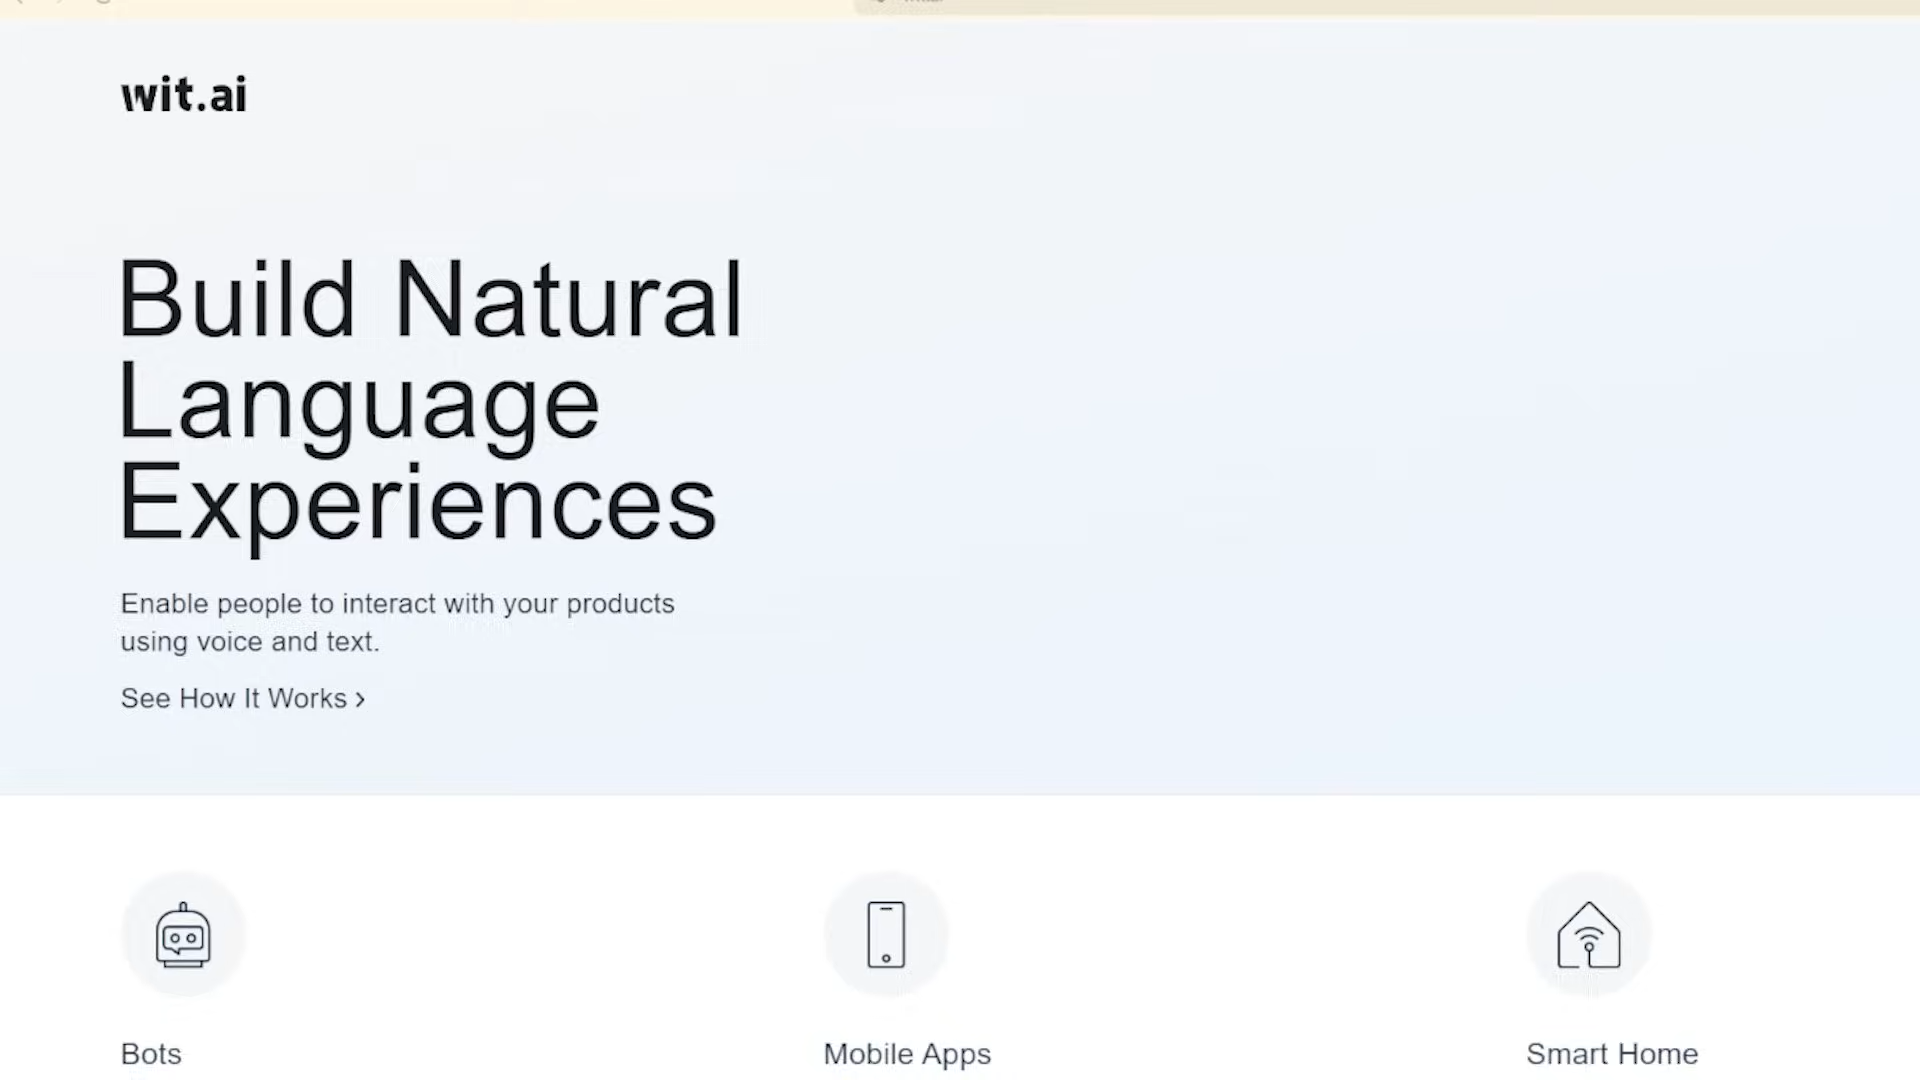 wit.ai
Build Natural
Language
Experiences
Enable people to interact with your products
using voice and text.
See How It Works ›
Bots
Mobile Apps
Smart Home